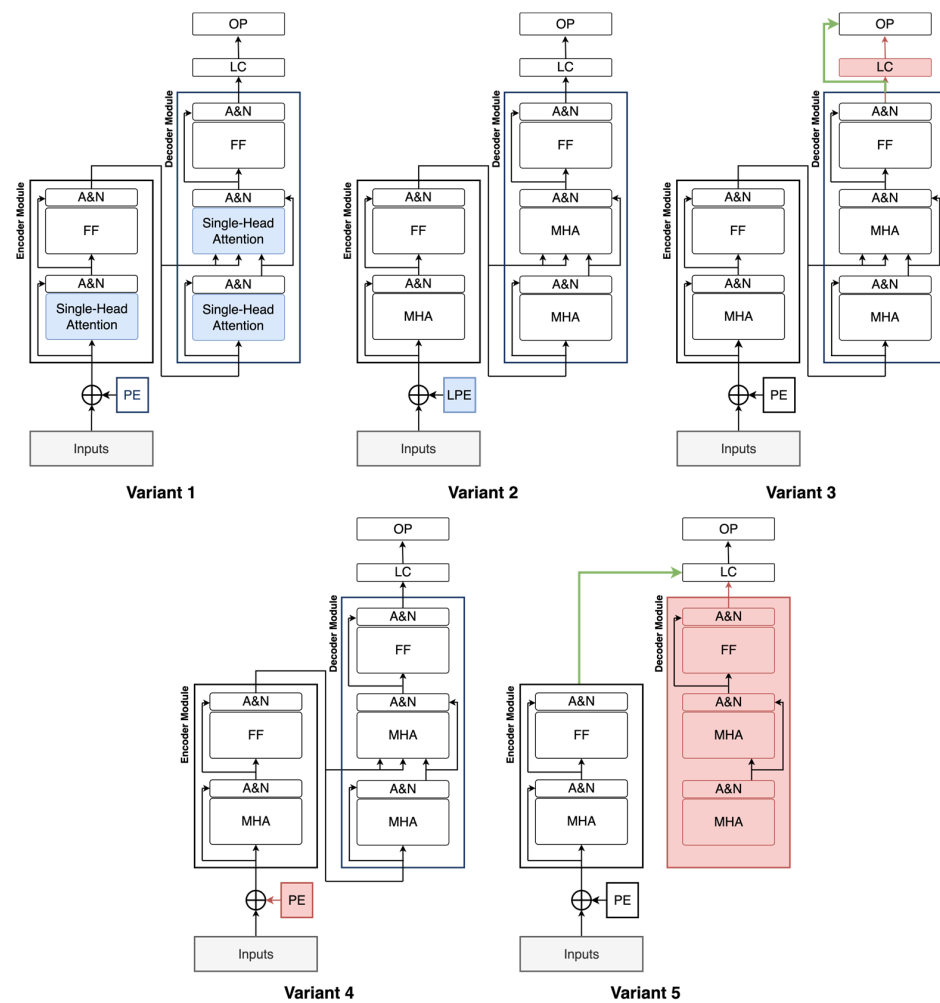 OP
LC
Decoder Module
A&N
FF
A&N
Single-Head
Attention
A&N
Single-Head
Attention
Encoder Module
A&N
FF
A&N
Single-Head
Attention
PE
Inputs
Variant 1
OP
LC
Decoder Module
A&N
FF
A&N
MHA
A&N
MHA
Encoder Module
A&N
FF
A&N
MHA
LPE
Inputs
Variant 2
OP
LC
Decoder Module
A&N
FF
A&N
MHA
A&N
MHA
Encoder Module
A&N
FF
A&N
MHA
PE
Inputs
Variant 3
OP
LC
Decoder Module
A&N
FF
A&N
MHA
A&N
MHA
Encoder Module
A&N
FF
A&N
MHA
PE
Inputs
Variant 4
OP
LC
Decoder Module
A&N
FF
A&N
MHA
A&N
MHA
Encoder Module
A&N
FF
A&N
MHA
PE
Inputs
Variant 5